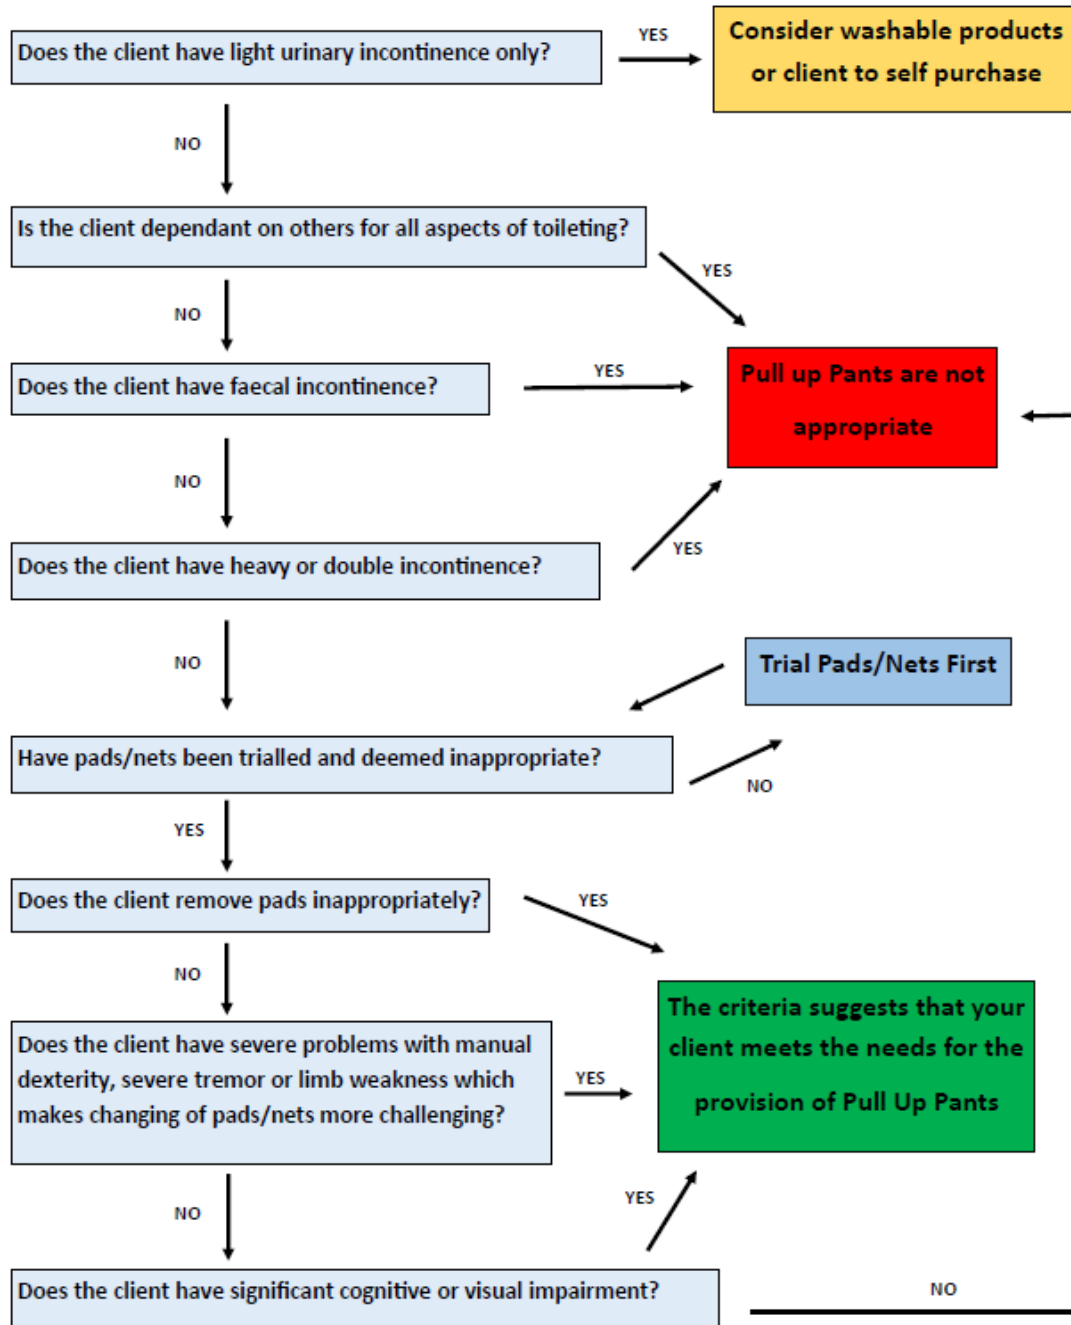 Does the client have light urinary incontinence only?
YES
Consider washable products
or client to self purchase
NO
Is the client dependant on others for all aspects of toileting?
YES
NO
Does the client have faecal incontinence?
YES
Pull up Pants are not
appropriate
NO
Does the client have heavy or double incontinence?
YES
NO
Trial Pads/Nets First
Have pads/nets been trialled and deemed inappropriate?
NO
YES
Does the client remove pads inappropriately?
YES
NO
The criteria suggests that your
client meets the needs for the
provision of Pull Up Pants
Does the client have severe problems with manual
dexterity, severe tremor or limb weakness which
makes changing of pads/nets more challenging?
YES
NO
YES
Does the client have significant cognitive or visual impairment?
NO